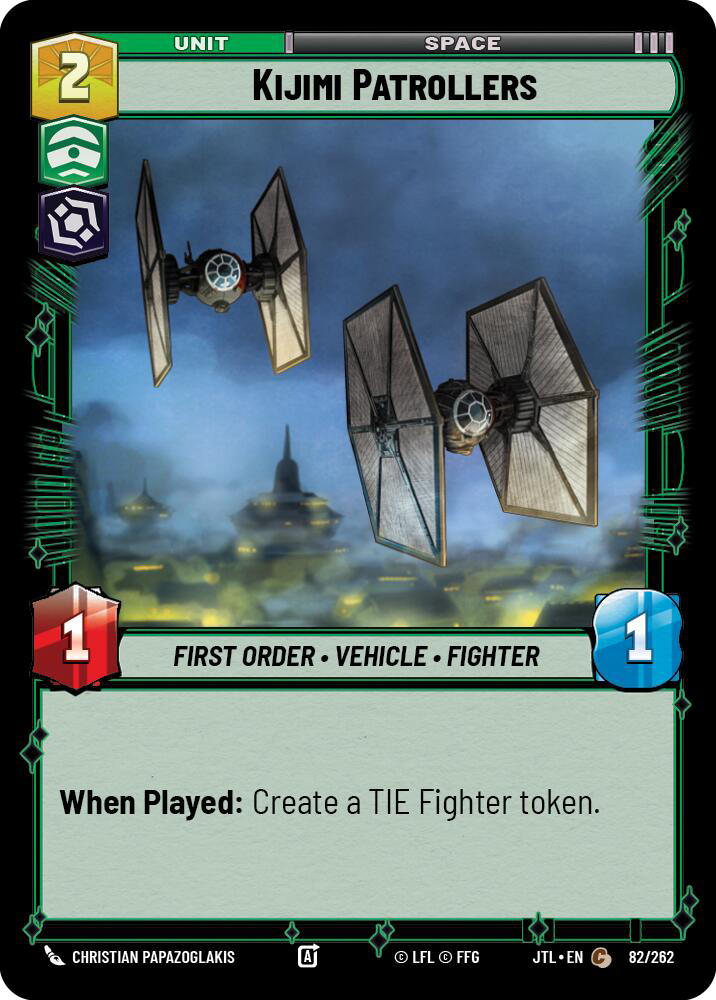 UNIT
SPACE
2
KIJIMI PATROLLERS
1
FIRST ORDER • VEHICLE • FIGHTER
1
When Played: Create a TIE Fighter token.
CHRISTIAN PAPAZOGLAKIS
A
© LFL © FFG
JTL • EN
C
82/262